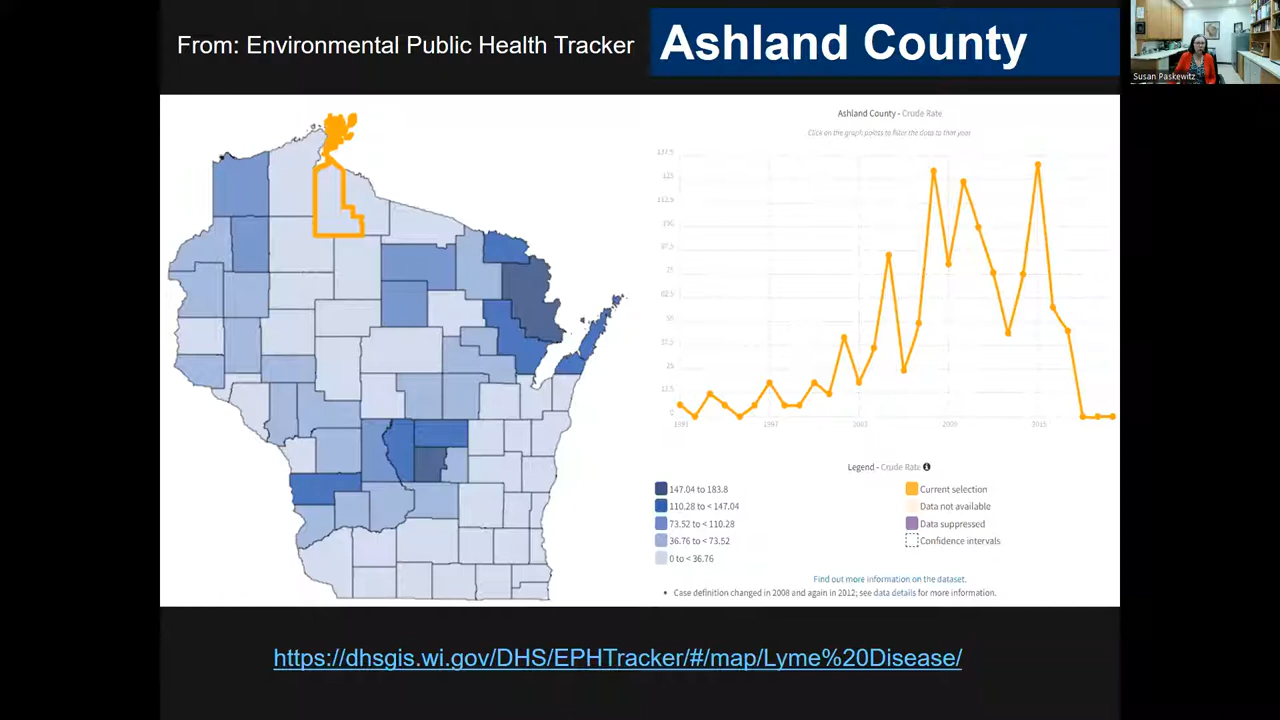 From: Environmental Public Health Tracker
Ashland County
Susan Paskewitz
Ashland County - Crude Rate
Click on the graph points to filter the data to that year
137.5
125
112.5
100
87.5
75
62.5
50
37.5
25
12.5
0
1991
1997
2003
2009
2015
Legend - Crude Rate
147.04 to 183.8
110.28 to < 147.04
73.52 to < 110.28
36.76 to < 73.52
0 to < 36.76
Current selection
Data not available
Data suppressed
Confidence intervals
Find out more information on the dataset.
Case definition changed in 2008 and again in 2012; see data details for more information.
https://dhsgis.wi.gov/DHS/EPHTracker/#/map/Lyme%20Disease/